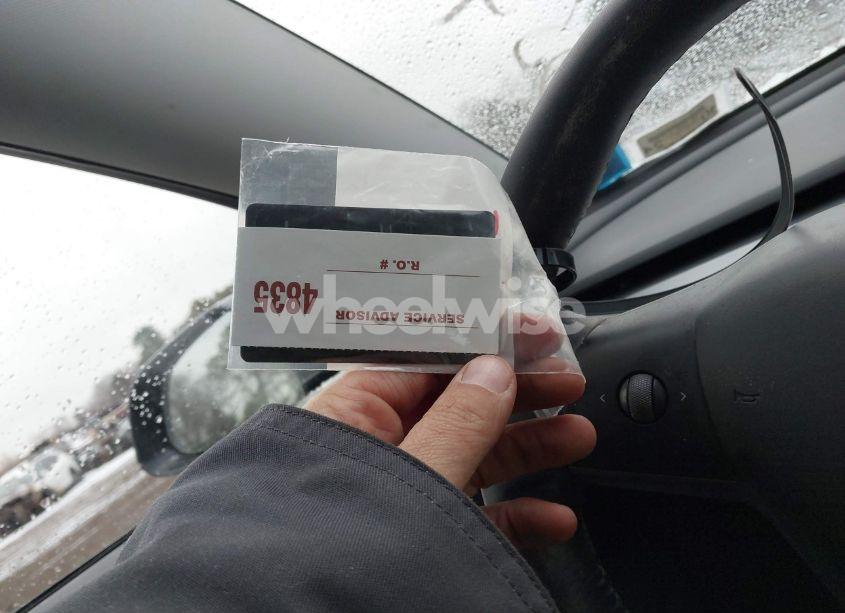 SERVICE ADVISOR
4835
R.O. #
wheelwise